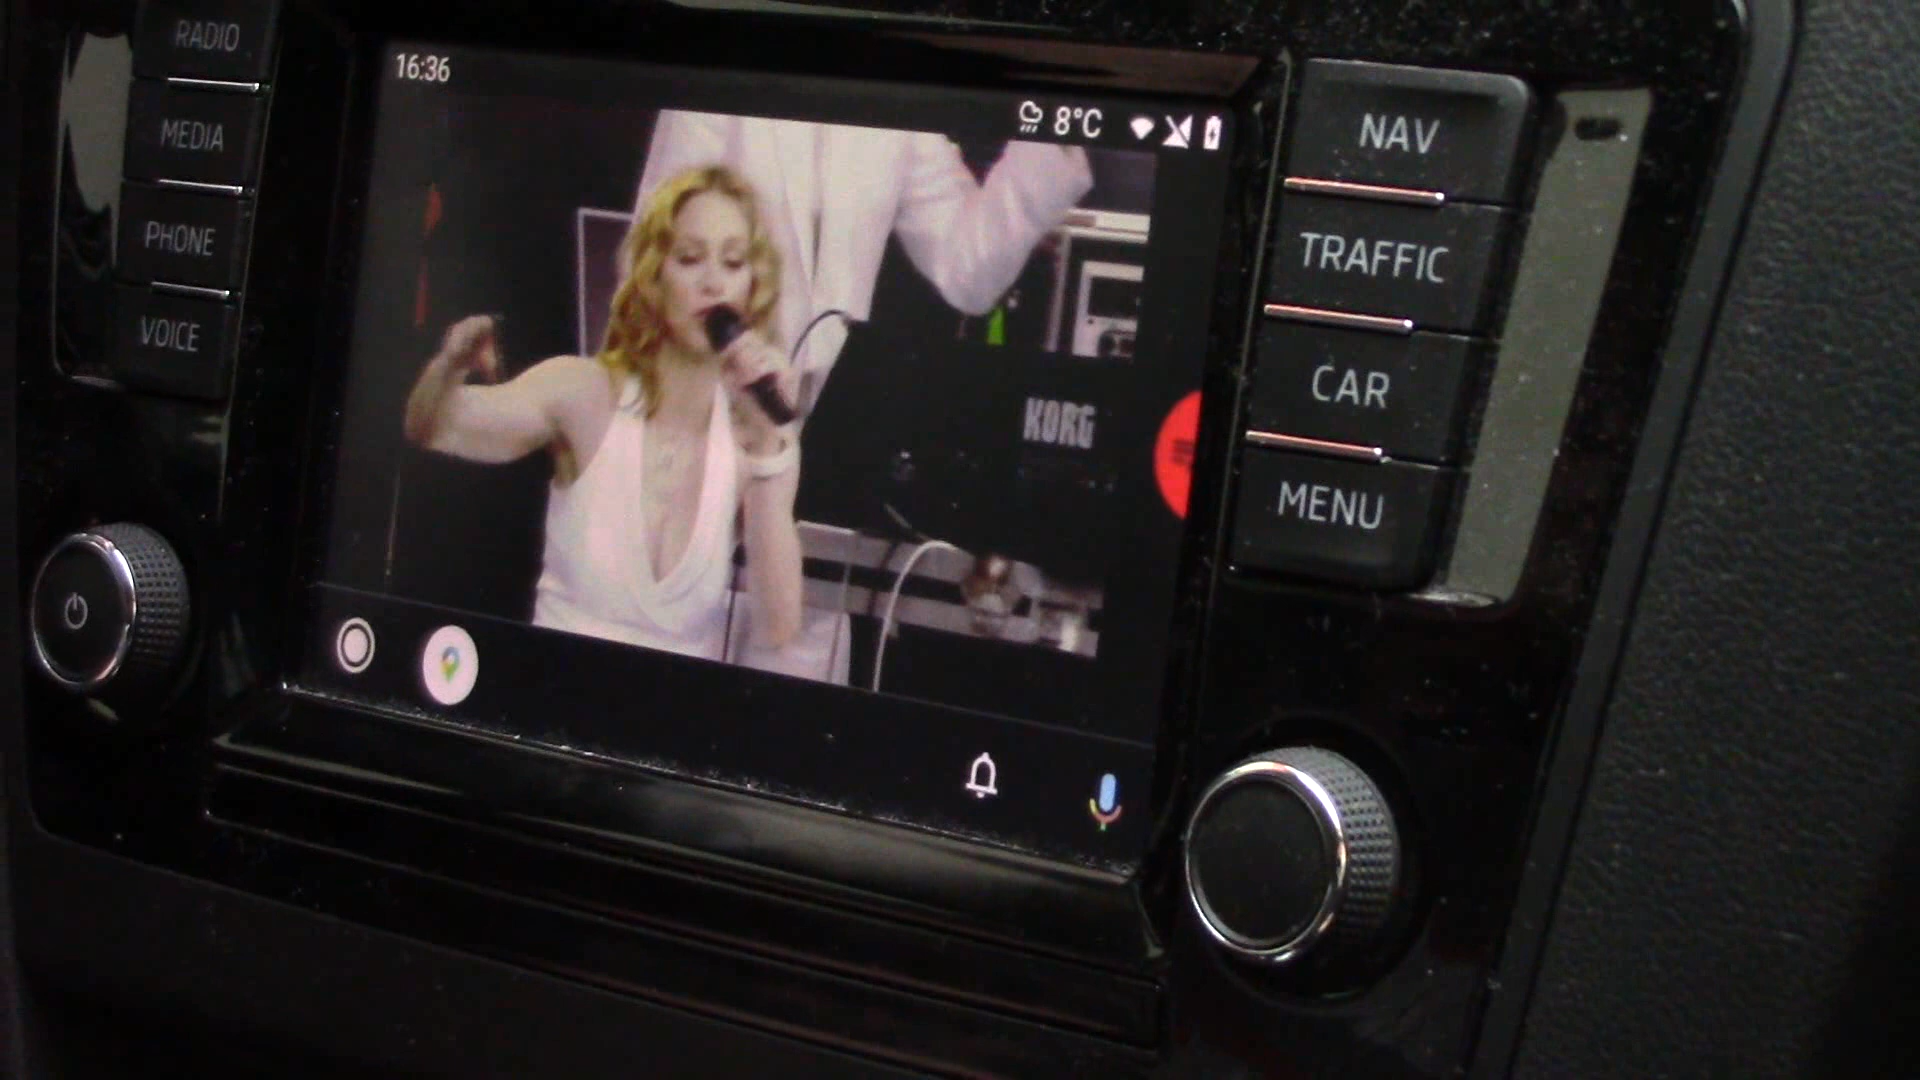 RADIO
MEDIA
PHONE
VOICE
16:36
8°C
KORG
NAV
TRAFFIC
CAR
MENU